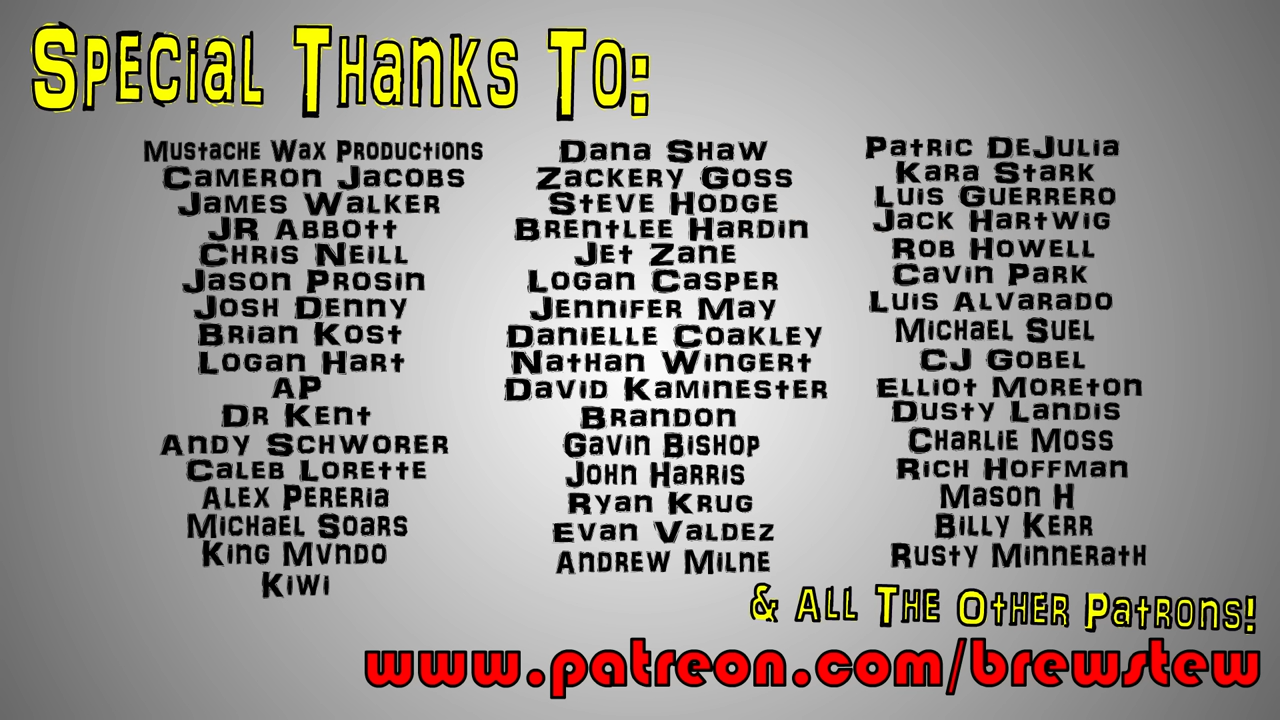 Special Thanks To:
Mustache Wax Productions
Cameron Jacobs
James Walker
JR Abbott
Chris Neill
Jason Prosin
Josh Denny
Brian Kost
Logan Hart
AP
Dr Kent
Andy Schworer
Caleb Lorette
Alex Pereria
Michael Soars
King Mvndo
Kiwi
Dana Shaw
Zackery Goss
Steve Hodge
Brentlee Hardin
Jet Zane
Logan Casper
Jennifer May
Danielle Coakley
Nathan Wingert
David Kaminester
Brandon
Gavin Bishop
John Harris
Ryan Krug
Evan Valdez
Andrew Milne
Patric DeJulia
Kara Stark
Luis Guerrero
Jack Hartwig
Rob Howell
Cavin Park
Luis Alvarado
Michael Suel
CJ Gobel
Elliot Moreton
Dusty Landis
Charlie Moss
Rich Hoffman
Mason H
Billy Kerr
Rusty Minnerath
& All The Other Patrons!
www.patreon.com/brewstew